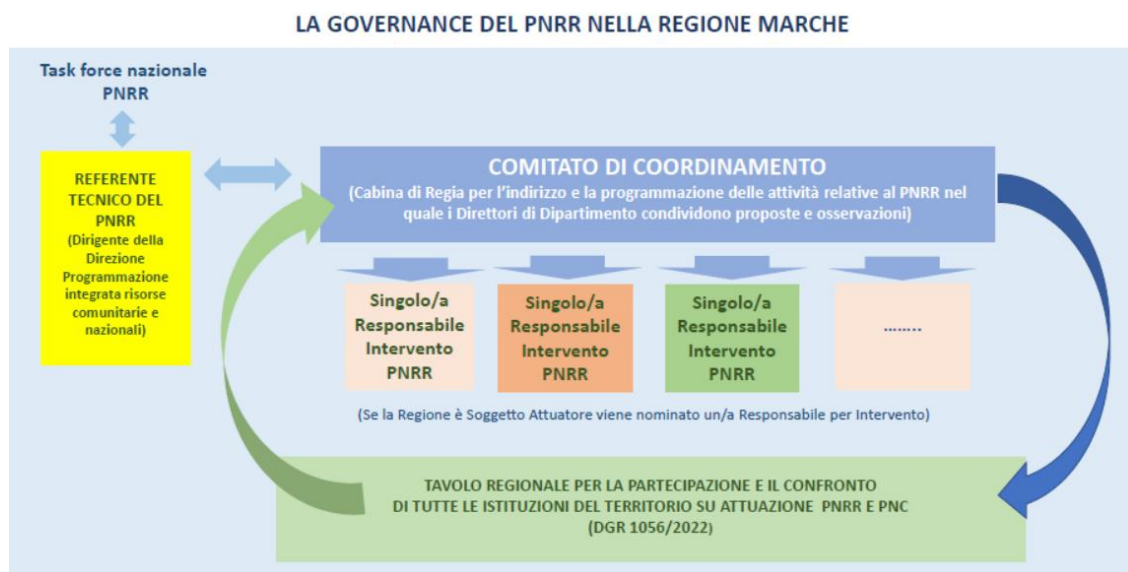 LA GOVERNANCE DEL PNRR NELLA REGIONE MARCHE
Task force nazionale
PNRR
REFERENTE
TECNICO DEL
PNRR
(Dirigente della
Direzione
Programmazione
integrata risorse
comunitarie e
nazionali)
COMITATO DI COORDINAMENTO
(Cabina di Regia per l'indirizzo e la programmazione delle attività relative al PNRR nel
quale i Direttori di Dipartimento condividono proposte e osservazioni)
Singolo/a
Responsabile
Intervento
PNRR
Singolo/a
Responsabile
Intervento
PNRR
Singolo/a
Responsabile
Intervento
PNRR
........
(Se la Regione è Soggetto Attuatore viene nominato un/a Responsabile per Intervento)
TAVOLO REGIONALE PER LA PARTECIPAZIONE E IL CONFRONTO
DI TUTTE LE ISTITUZIONI DEL TERRITORIO SU ATTUAZIONE PNRR E PNC
(DGR 1056/2022)